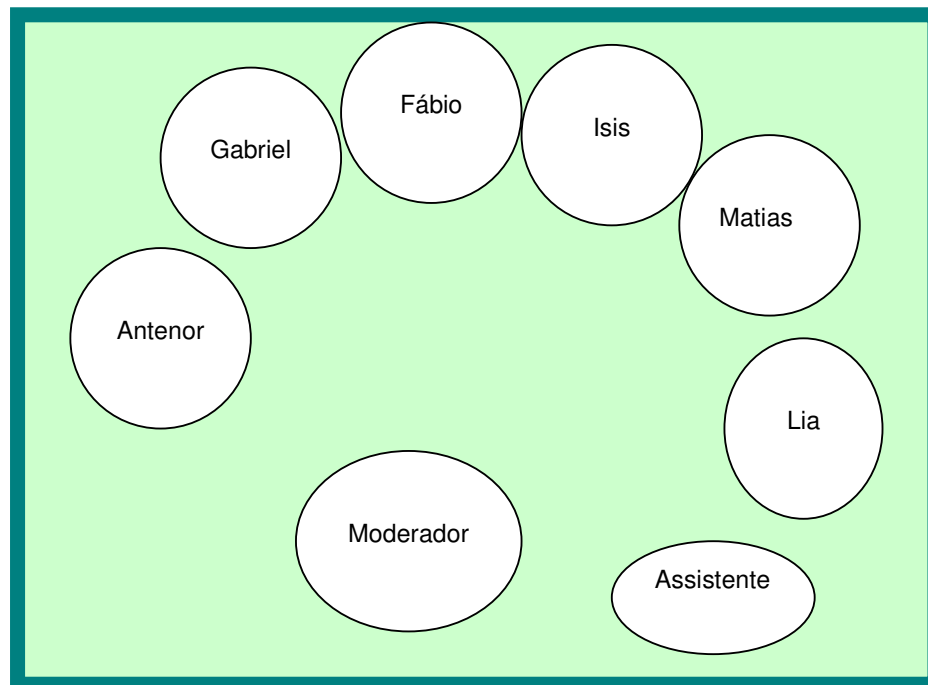 Fábio
Isis
Gabriel
Matias
Antenor
Lia
Moderador
Assistente